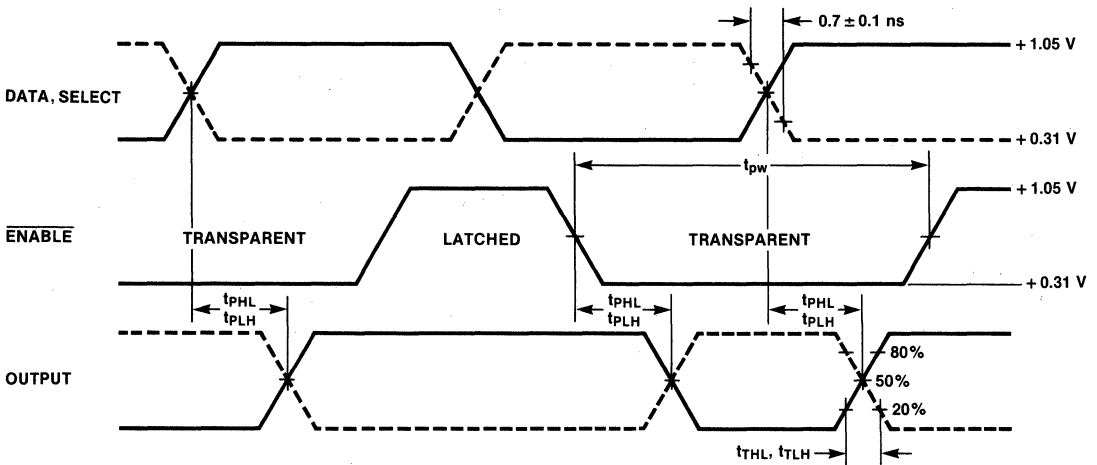 0.7 ± 0.1 ns
+ 1.05 V
DATA, SELECT
+ 0.31 V
tpw
+ 1.05 V
ENABLE
TRANSPARENT
LATCHED
TRANSPARENT
+ 0.31 V
tPHL
tPLH
tPHL
tPLH
tPHL
tPLH
80%
OUTPUT
50%
20%
tTHL, tTLH